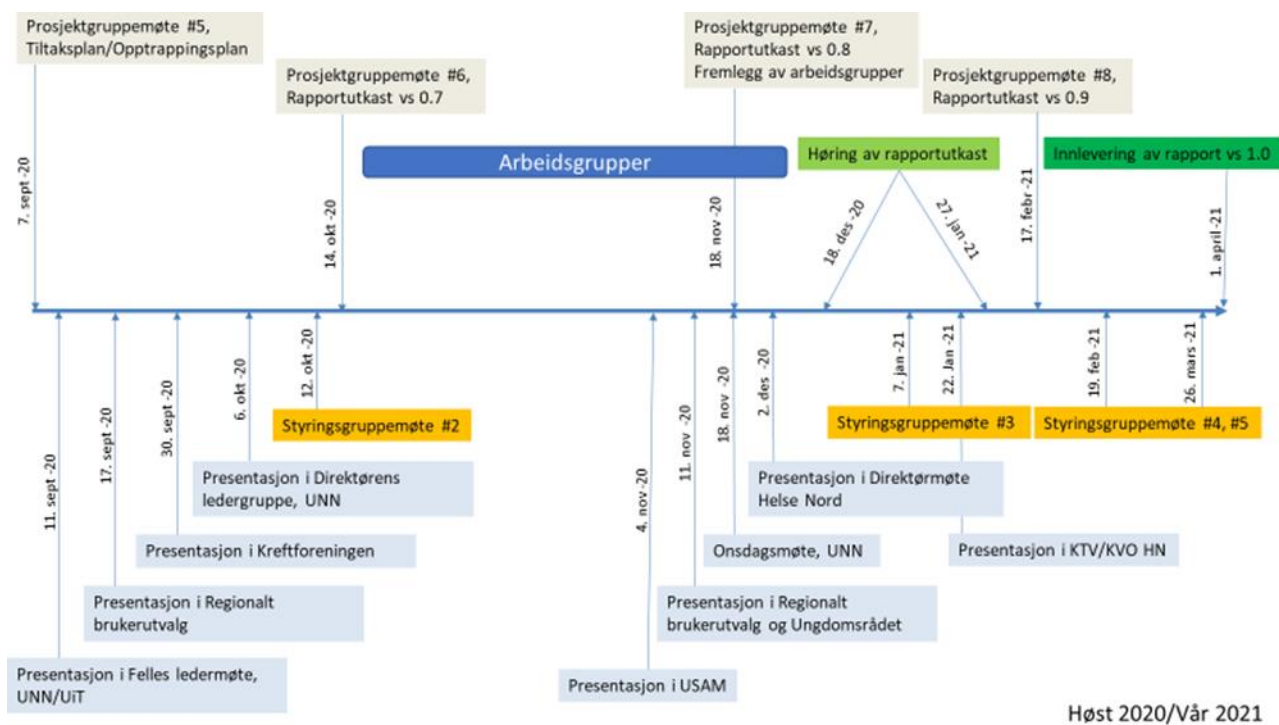 Prosjektgruppemøte #5,
Tiltaksplan/Opptrappingsplan
Prosjektgruppemøte #6,
Rapportutkast vs 0.7
Prosjektgruppemøte #7,
Rapportutkast vs 0.8
Fremlegg av arbeidsgrupper
Prosjektgruppemøte #8,
Rapportutkast vs 0.9
Arbeidsgrupper
Høring av rapportutkast
Innlevering av rapport vs 1.0
7. sept -20
14. okt -20
18. nov -20
18. des -20
27. jan -21
17. febr -21
1. april -21
11. sept -20
17. sept -20
30. sept -20
6. okt -20
12. okt -20
4. nov -20
11. nov -20
18. nov -20
2. des -20
7. jan -21
22. Jan -21
19. feb -21
26. mars -21
Styringsgruppemøte #2
Styringsgruppemøte #3
Styringsgruppemøte #4, #5
Presentasjon i Direktørens
ledergruppe, UNN
Presentasjon i Direktørmøte
Helse Nord
Presentasjon i Kreftforeningen
Onsdagsmøte, UNN
Presentasjon i KTV/KVO HN
Presentasjon i Regionalt
brukerutvalg
Presentasjon i Regionalt
brukerutvalg og Ungdomsrådet
Presentasjon i Felles ledermøte,
UNN/UiT
Presentasjon i USAM
Høst 2020/Vår 2021